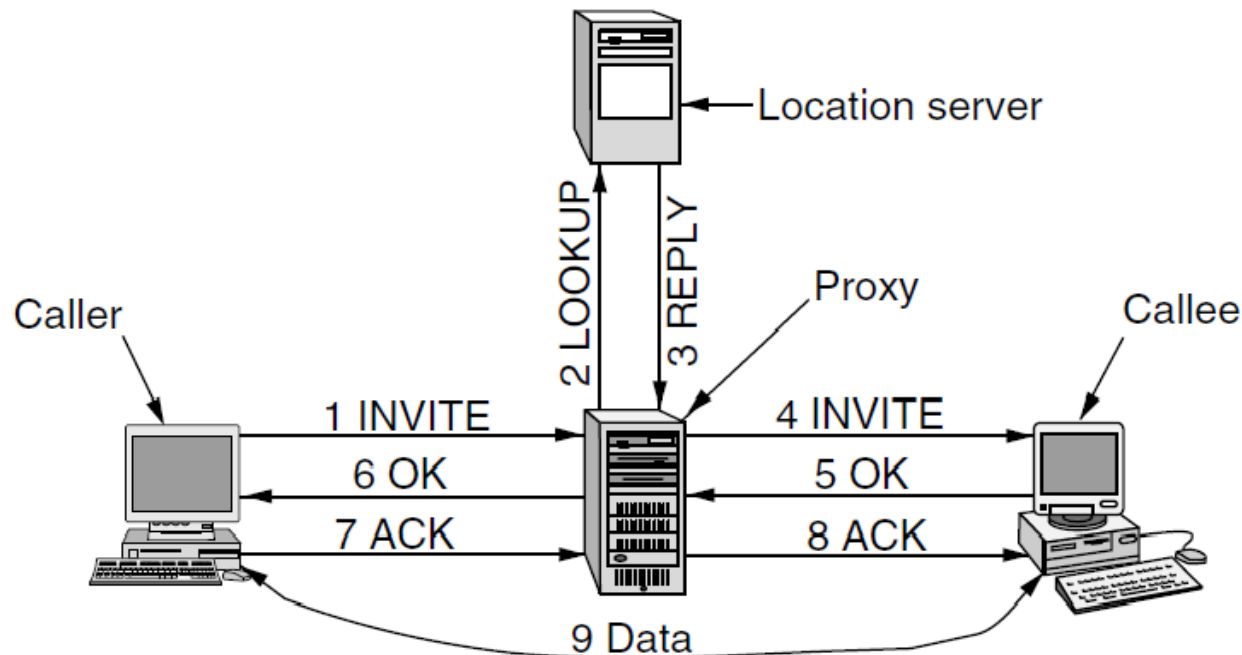 Location server
2 LOOKUP
3 REPLY
Proxy
Caller
Callee
1 INVITE
4 INVITE
6 OK
5 OK
7 ACK
8 ACK
9 Data